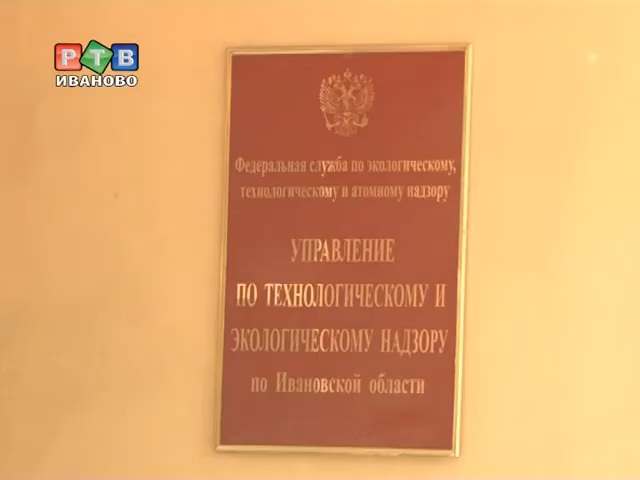 РТВ
ИВАНОВО
Федеральная служба по экологическому,
технологическому и атомному надзору
УПРАВЛЕНИЕ
ПО ТЕХНОЛОГИЧЕСКОМУ И
ЭКОЛОГИЧЕСКОМУ НАДЗОРУ
по Ивановской области